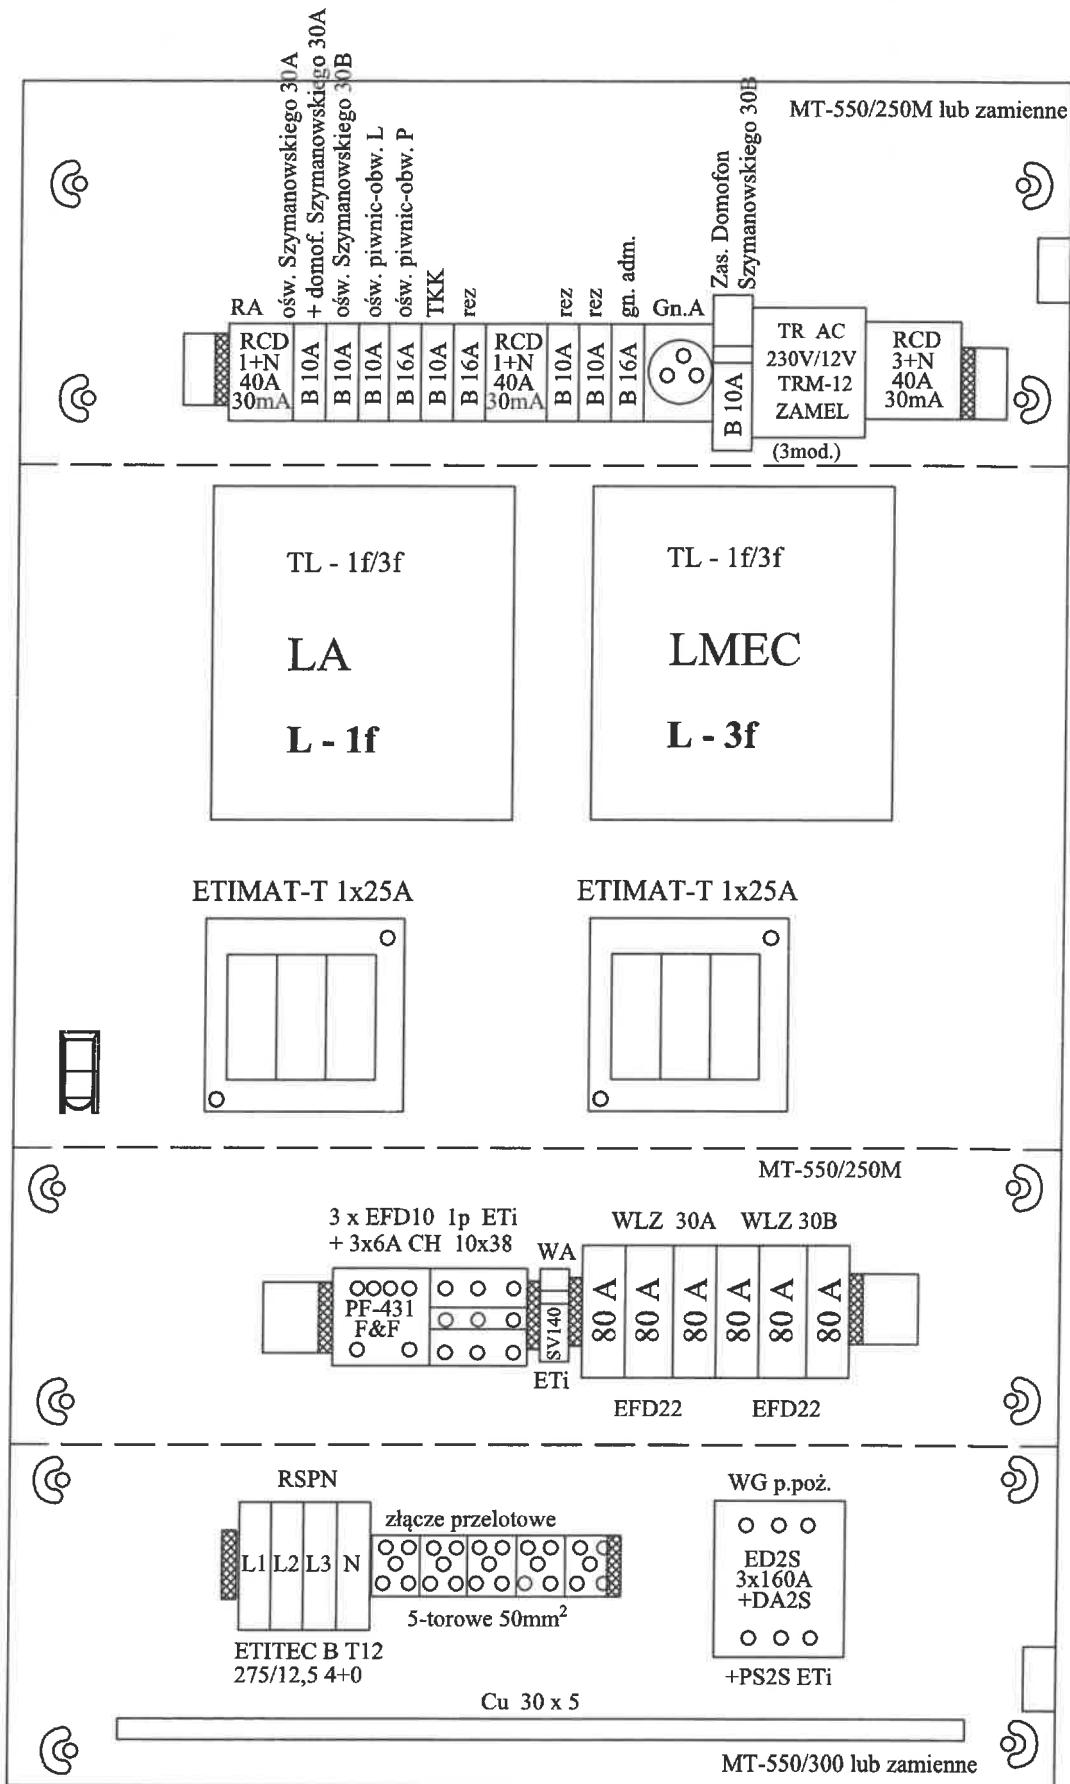 MT-550/250M lub zamienne
ośw. Szymanowskiego 30A
+ domof. Szymanowskiego 30A
ośw. Szymanowskiego 30B
ośw. piwnic-obw. L
ośw. piwnic-obw. P
TKK
rez
rez
rez
gn. adm.
Zas. Domofon
Szymanowskiego 30B
RA
Gn.A
RCD
1+N
40A
30mA
B 10A
B 10A
B 10A
B 16A
B 10A
B 16A
RCD
1+N
40A
30mA
B 10A
B 10A
B 16A
B 10A
TR AC
230V/12V
TRM-12
ZAMEL
(3mod.)
RCD
3+N
40A
30mA
TL - 1f/3f
LA
L - 1f
TL - 1f/3f
LMEC
L - 3f
ETIMAT-T 1x25A
ETIMAT-T 1x25A
MT-550/250M
3 x EFD10 1p ETi
+ 3x6A CH 10x38
WA
WLZ 30A
WLZ 30B
PF-431
F&F
SV140
ETi
80 A
80 A
80 A
80 A
80 A
80 A
EFD22
EFD22
RSPN
L1
L2
L3
N
złącze przelotowe
5-torowe 50mm²
ETITEC B T12
275/12,5 4+0
WG p.poż.
ED2S
3x160A
+DA2S
+PS2S ETi
Cu 30 x 5
MT-550/300 lub zamienne